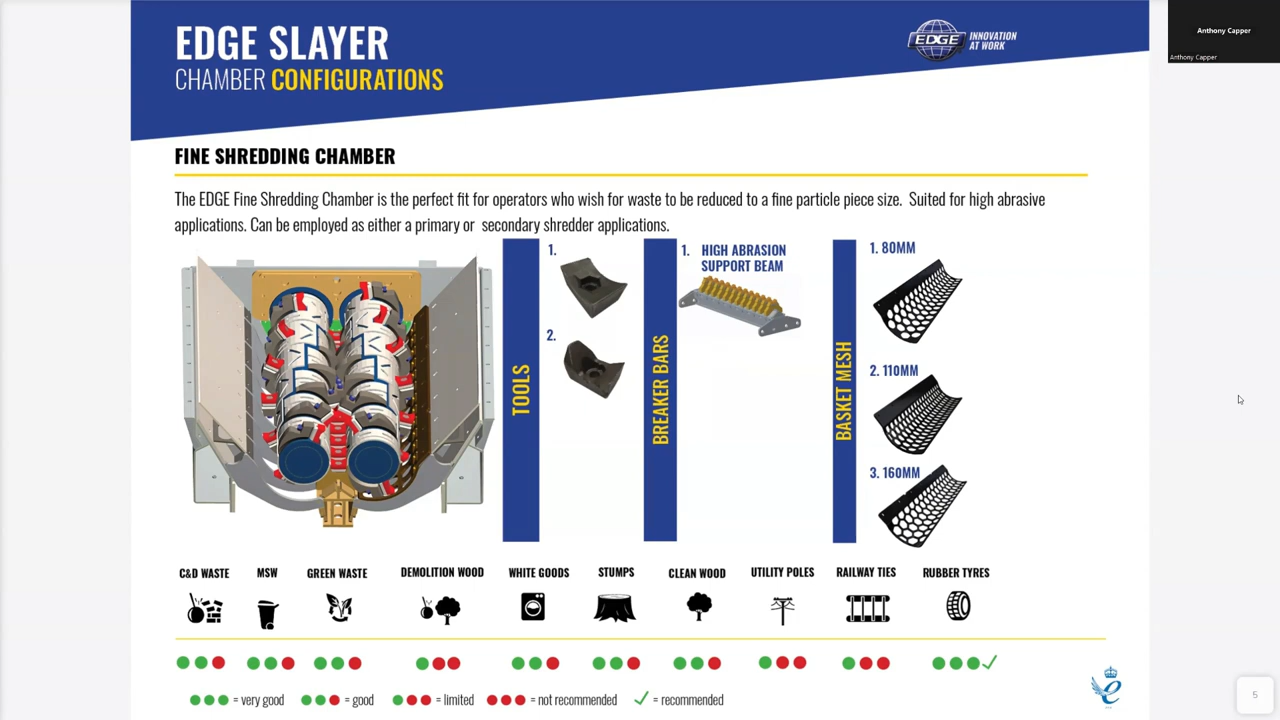 EDGE SLAYER
CHAMBER CONFIGURATIONS
EDGE INNOVATION
AT WORK
Anthony Capper
Anthony Capper
FINE SHREDDING CHAMBER
The EDGE Fine Shredding Chamber is the perfect fit for operators who wish for waste to be reduced to a fine particle piece size. Suited for high abrasive
applications. Can be employed as either a primary or secondary shredder applications.
TOOLS
1.
2.
BREAKER BARS
1. HIGH ABRASION
SUPPORT BEAM
BASKET MESH
1. 80MM
2. 110MM
3. 160MM
C&D WASTE MSW GREEN WASTE DEMOLITION WOOD WHITE GOODS STUMPS CLEAN WOOD UTILITY POLES RAILWAY TIES RUBBER TYRES
= very good = good = limited = not recommended = recommended
5